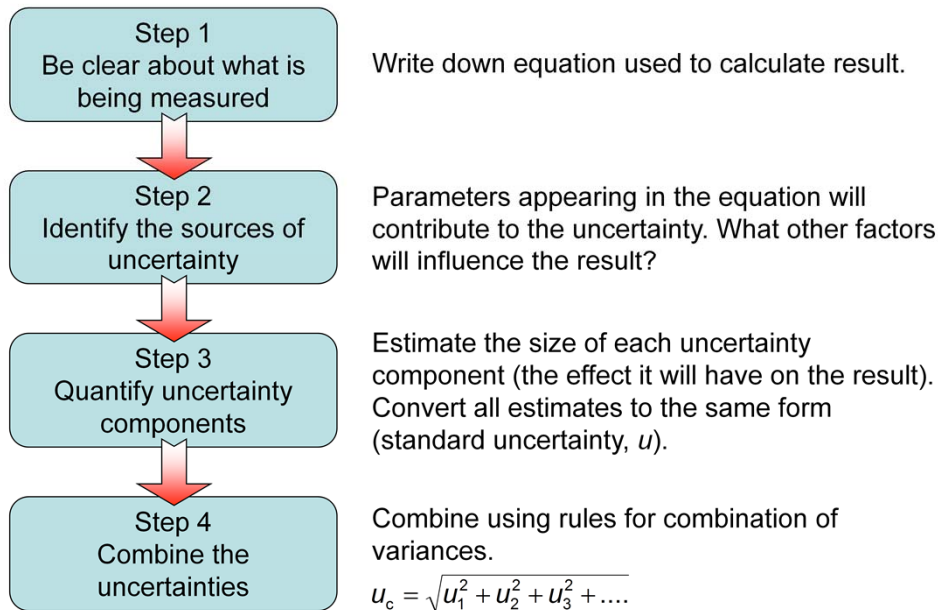 Step 1
Be clear about what is
being measured
Write down equation used to calculate result.
Step 2
Identify the sources of
uncertainty
Parameters appearing in the equation will
contribute to the uncertainty. What other factors
will influence the result?
Step 3
Quantify uncertainty
components
Estimate the size of each uncertainty
component (the effect it will have on the result).
Convert all estimates to the same form
(standard uncertainty, u).
Step 4
Combine the
uncertainties
Combine using rules for combination of
variances.
u_c = √(u₁² + u₂² + u₃² + ....)